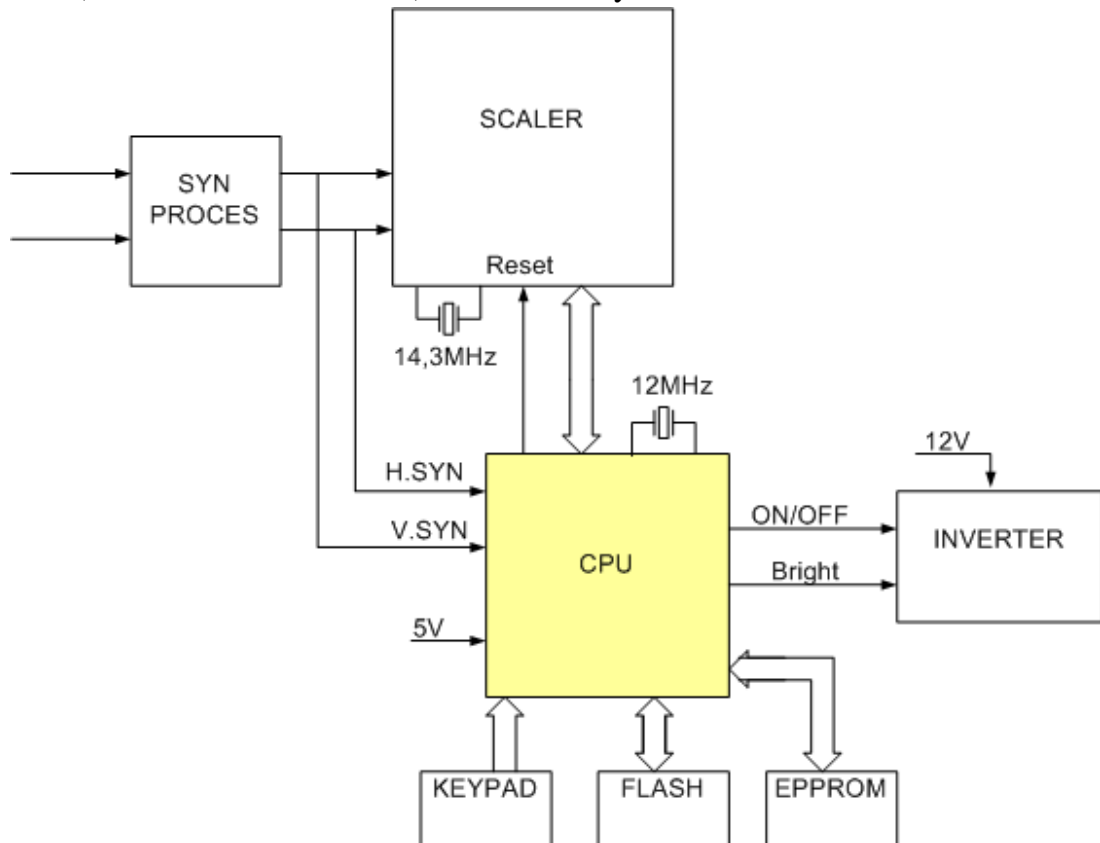 SCALER
SYN
PROCES
Reset
14,3MHz
12MHz
H.SYN
12V
V.SYN
ON/OFF
INVERTER
CPU
Bright
5V
KEYPAD
FLASH
EPPROM